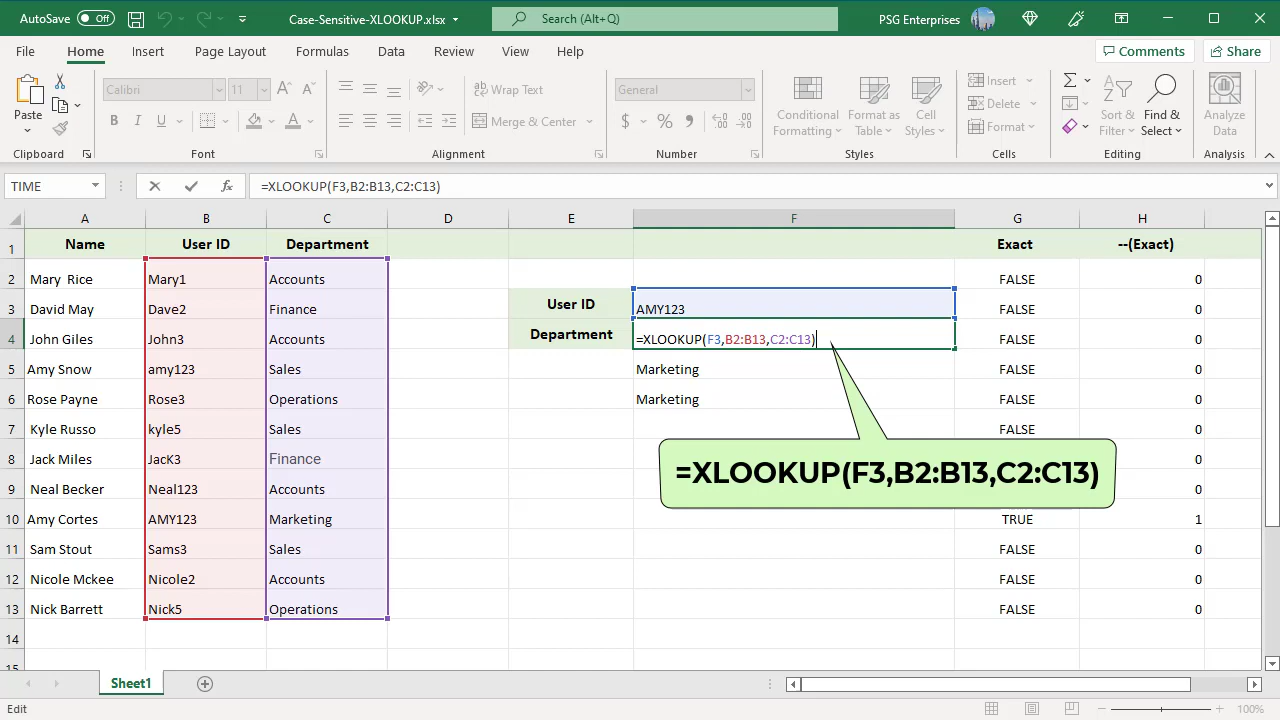 AutoSave Off Case-Sensitive-XLOOKUP.xlsx Search (Alt+Q) PSG Enterprises
File Home Insert Page Layout Formulas Data Review View Help Comments Share
Paste
Calibri 11
B I U A
Wrap Text
Merge & Center
General
$ % ,
Conditional Formatting
Format as Table
Cell Styles
Insert
Delete
Format
Sort & Filter
Find & Select
Analyze Data
Clipboard Font Alignment Number Styles Cells Editing Analysis
TIME fx =XLOOKUP(F3,B2:B13,C2:C13)
A B C D E F G H
1 Name User ID Department Exact --(Exact)
2 Mary  Rice Mary1 Accounts FALSE 0
3 David May Dave2 Finance User ID AMY123 FALSE 0
4 John Giles John3 Accounts Department =XLOOKUP(F3,B2:B13,C2:C13) FALSE 0
5 Amy Snow amy123 Sales Marketing FALSE 0
6 Rose Payne Rose3 Operations Marketing FALSE 0
7 Kyle Russo kyle5 Sales FALSE 0
8 Jack Miles JacK3 Finance 0
=XLOOKUP(F3,B2:B13,C2:C13)
9 Neal Becker Neal123 Accounts 0
10 Amy Cortes AMY123 Marketing TRUE 1
11 Sam Stout Sams3 Sales FALSE 0
12 Nicole Mckee Nicole2 Accounts FALSE 0
13 Nick Barrett Nick5 Operations FALSE 0
14
15
Sheet1
Edit 100%